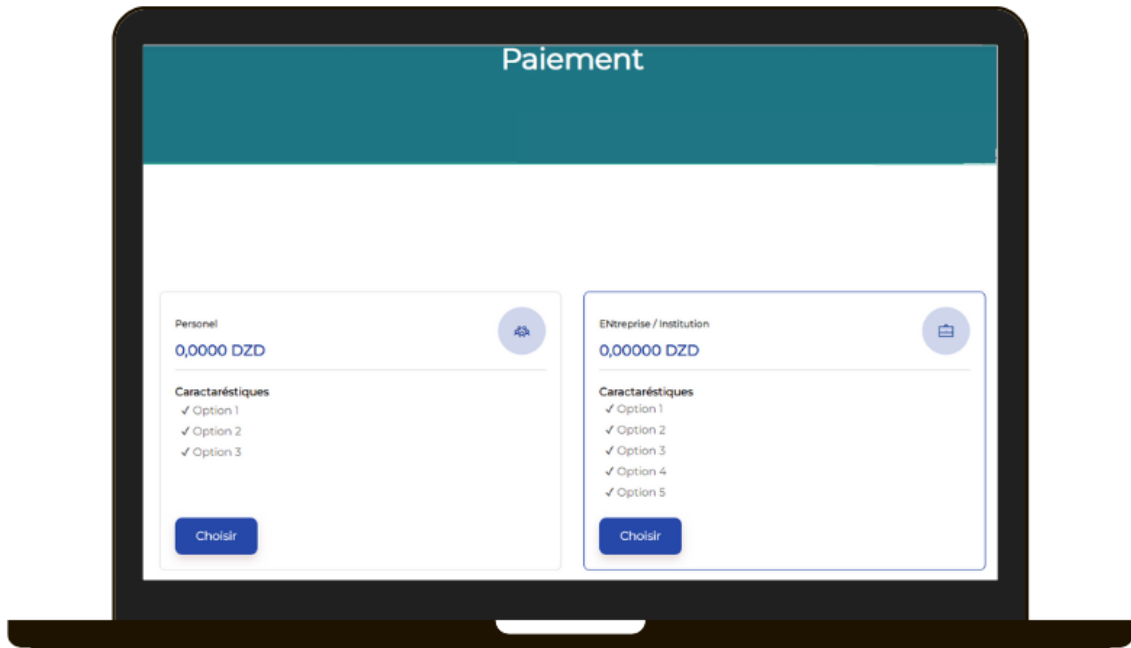 Paiement
Personel
0,0000 DZD
Caractaréstiques
✓ Option 1
✓ Option 2
✓ Option 3
Choisir
ENtreprise / Institution
0,00000 DZD
Caractaréstiques
✓ Option 1
✓ Option 2
✓ Option 3
✓ Option 4
✓ Option 5
Choisir